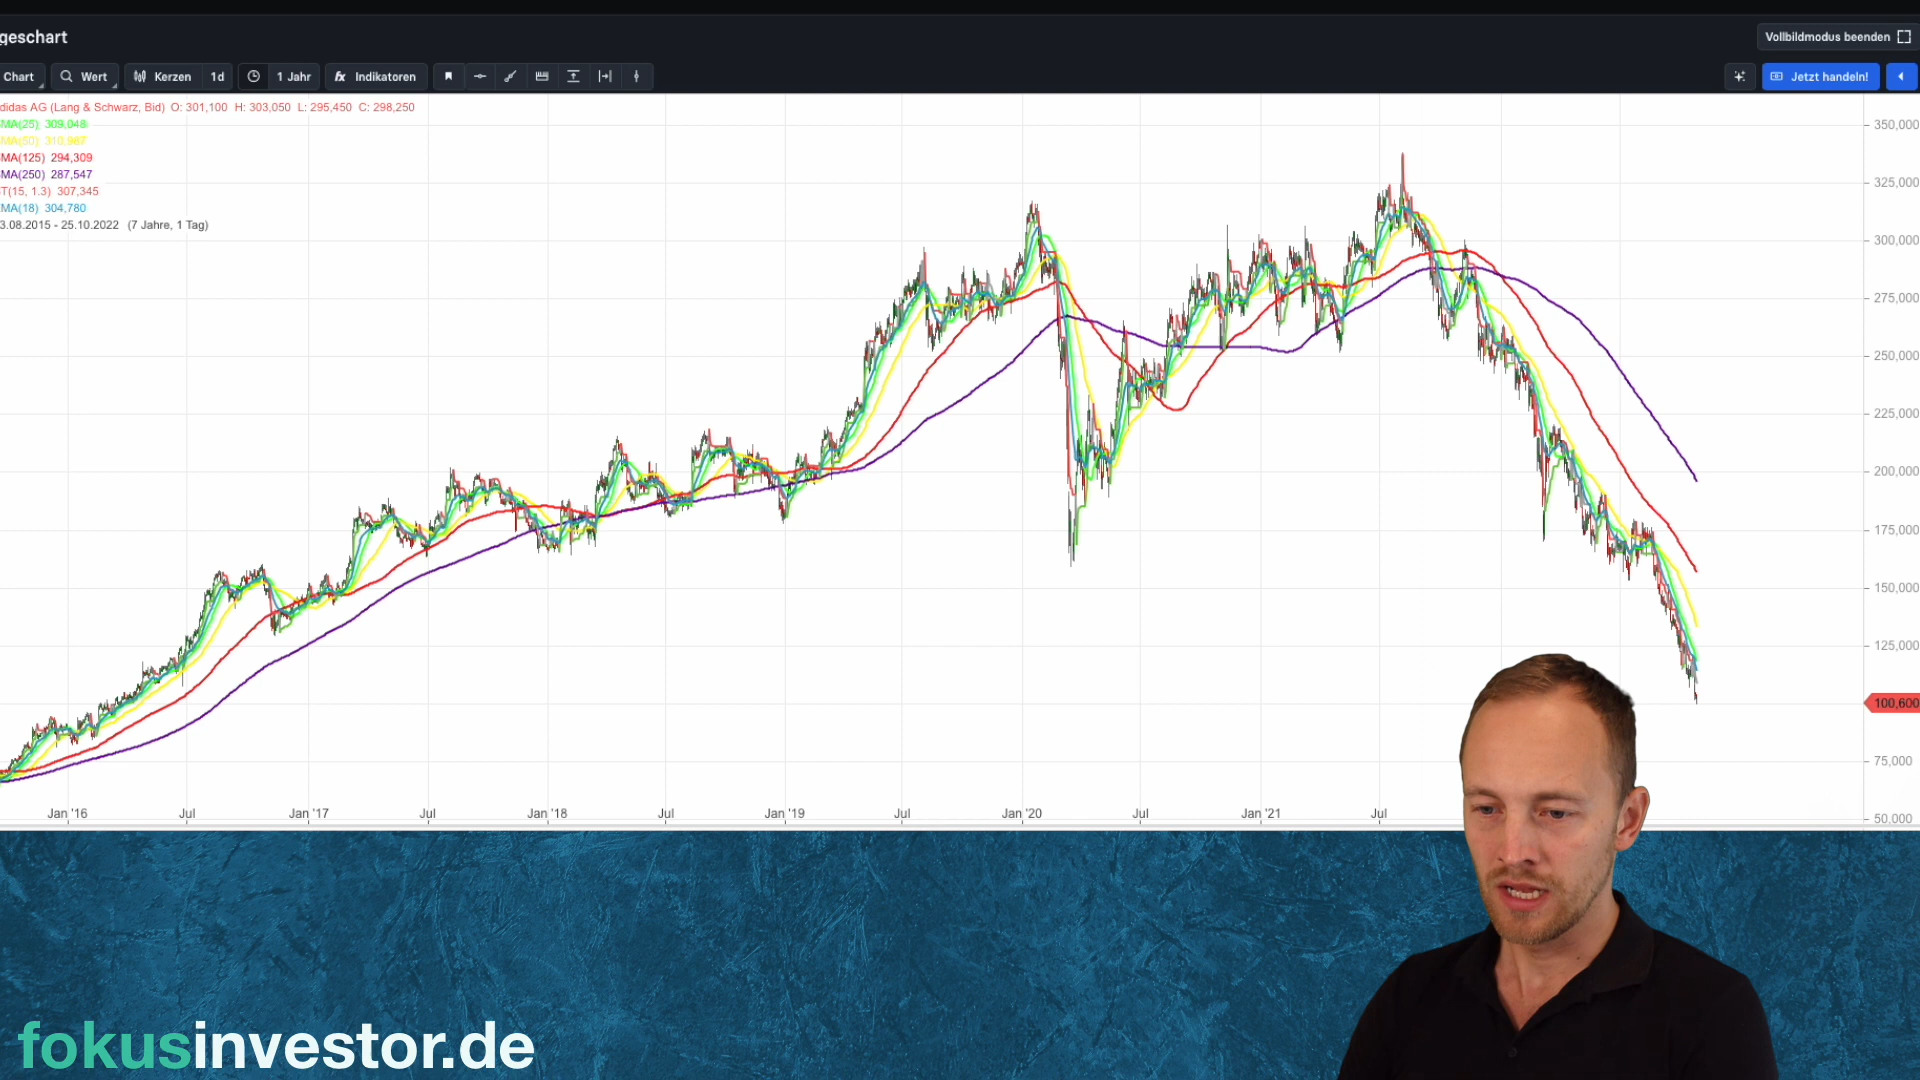 geschart
Vollbildmodus beenden
Chart
Wert
Kerzen
1d
1 Jahr
fx Indikatoren
Jetzt handeln!
didas AG (Lang & Schwarz, Bid) O: 301,100 H: 303,050 L: 295,450 C: 298,250
MA(25) 309,048
MA(50) 310,987
MA(125) 294,309
MA(250) 287,547
T(15, 1.3) 307,345
MA(18) 304,780
3.08.2015 - 25.10.2022 (7 Jahre, 1 Tag)
350,000
325,000
300,000
275,000
250,000
225,000
200,000
175,000
150,000
125,000
100,600
75,000
50,000
Jan '16
Jul
Jan '17
Jul
Jan '18
Jul
Jan '19
Jul
Jan '20
Jul
Jan '21
Jul
fokusinvestor.de